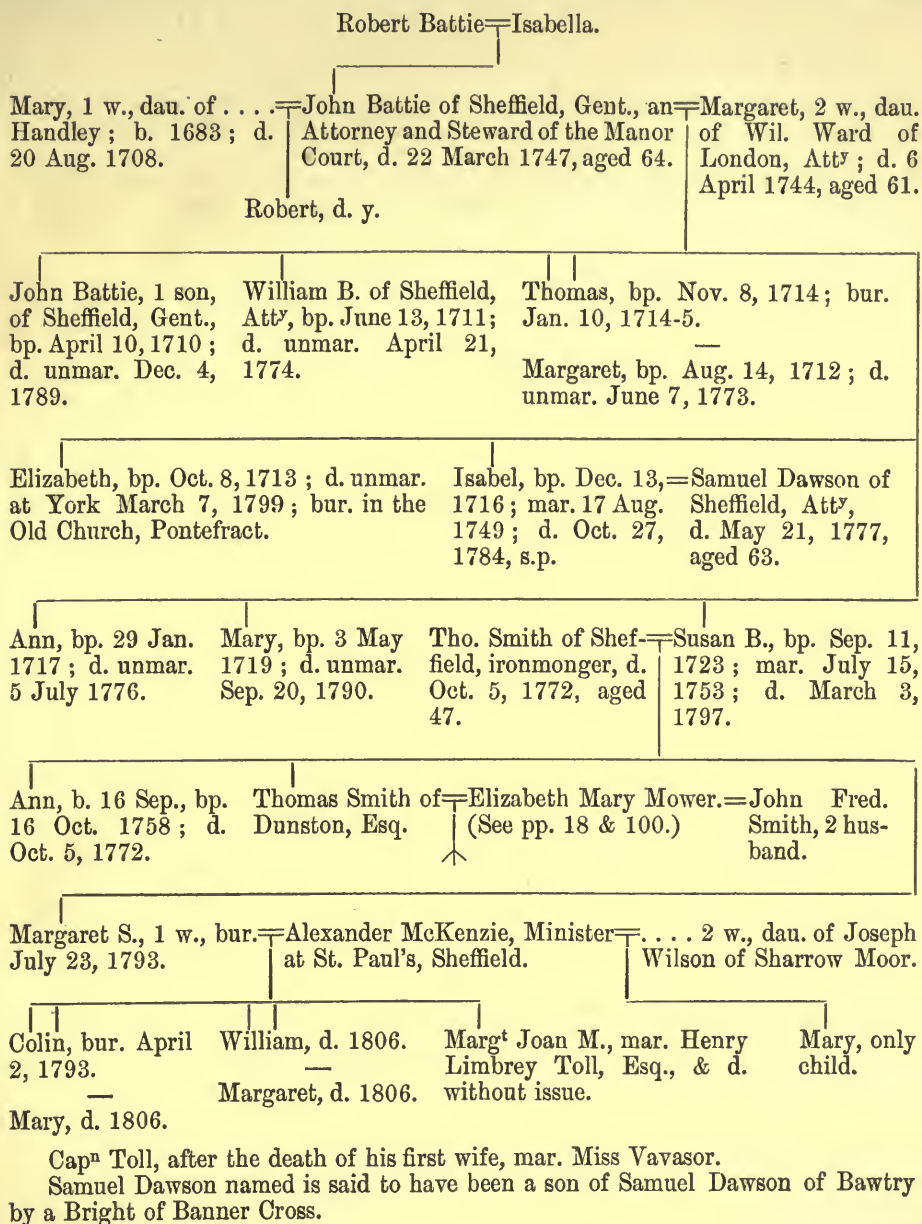 Robert Battie=Isabella.
Mary, 1 w., dau. of . . . .=John Battie of Sheffield, Gent., an=Margaret, 2 w., dau.
Handley ; b. 1683 ; d. Attorney and Steward of the Manor of Wil. Ward of
20 Aug. 1708. Court, d. 22 March 1747, aged 64. London, Att^y ; d. 6
April 1744, aged 61.
Robert, d. y.
John Battie, 1 son, William B. of Sheffield, Thomas, bp. Nov. 8, 1714 ; bur.
of Sheffield, Gent., Att^y, bp. June 13, 1711; Jan. 10, 1714-5.
bp. April 10, 1710 ; d. unmar. April 21, —
d. unmar. Dec. 4, 1774. Margaret, bp. Aug. 14, 1712 ; d.
1789. unmar. June 7, 1773.
Elizabeth, bp. Oct. 8, 1713 ; d. unmar. Isabel, bp. Dec. 13,=Samuel Dawson of
at York March 7, 1799 ; bur. in the 1716 ; mar. 17 Aug. Sheffield, Att^y,
Old Church, Pontefract. 1749 ; d. Oct. 27, d. May 21, 1777,
1784, s.p. aged 63.
Ann, bp. 29 Jan. Mary, bp. 3 May Tho. Smith of Shef-=Susan B., bp. Sep. 11,
1717 ; d. unmar. 1719 ; d. unmar. field, ironmonger, d. 1723 ; mar. July 15,
5 July 1776. Sep. 20, 1790. Oct. 5, 1772, aged 1753 ; d. March 3,
47. 1797.
Ann, b. 16 Sep., bp. Thomas Smith of=Elizabeth Mary Mower.=John Fred.
16 Oct. 1758 ; d. Dunston, Esq. (See pp. 18 & 100.) Smith, 2 hus-
Oct. 5, 1772. band.
Margaret S., 1 w., bur.=Alexander McKenzie, Minister=. . . . 2 w., dau. of Joseph
July 23, 1793. at St. Paul's, Sheffield. Wilson of Sharrow Moor.
Colin, bur. April William, d. 1806. Marg^t Joan M., mar. Henry Mary, only
2, 1793. — Limbrey Toll, Esq., & d. child.
— Margaret, d. 1806. without issue.
Mary, d. 1806.
Cap^n Toll, after the death of his first wife, mar. Miss Vavasor.
Samuel Dawson named is said to have been a son of Samuel Dawson of Bawtry
by a Bright of Banner Cross.